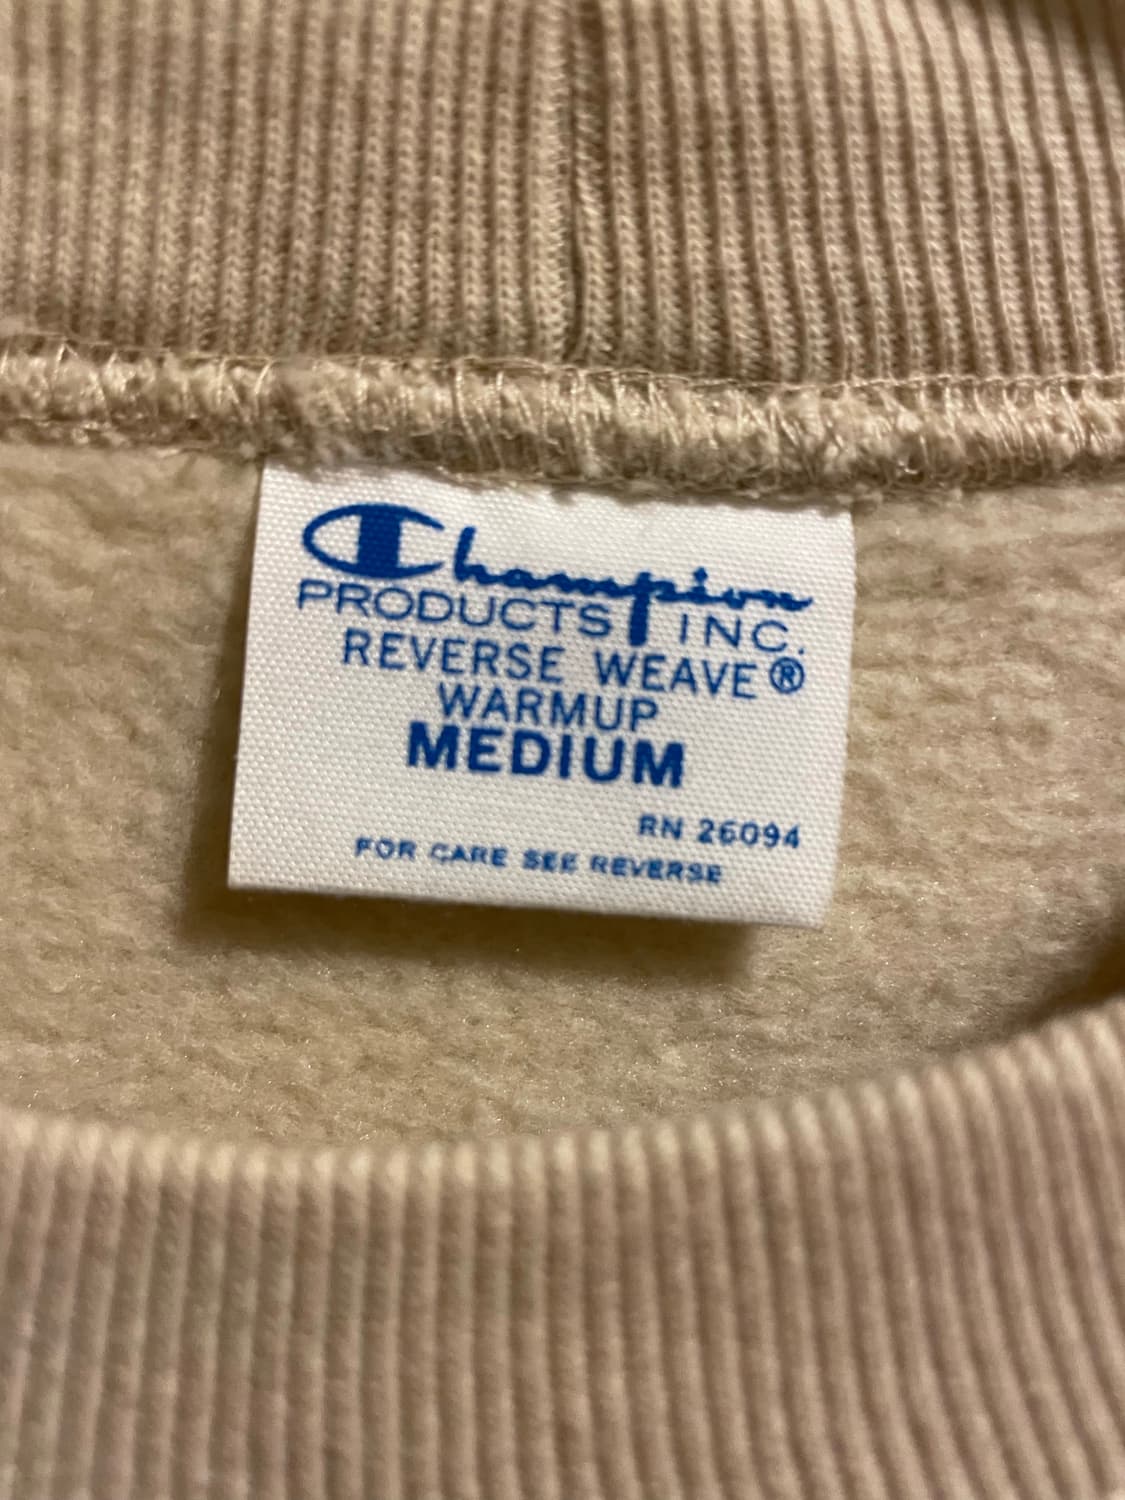 Champion
PRODUCTS INC.
REVERSE WEAVE®
WARMUP
MEDIUM
RN 26094
FOR CARE SEE REVERSE